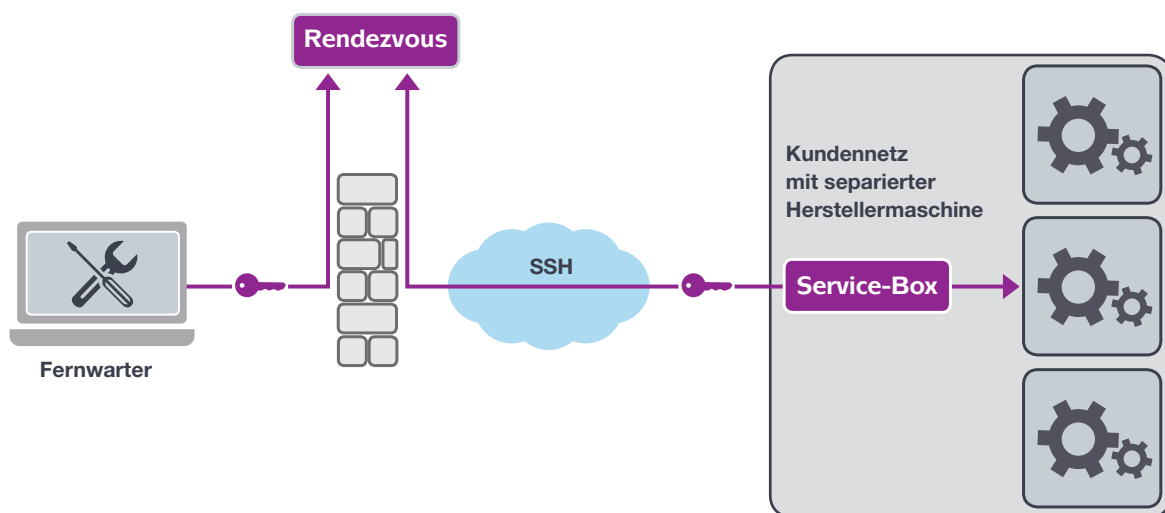 Rendezvous
Kundennetz
mit separierter
Herstellermaschine
SSH
Service-Box
Fernwarter